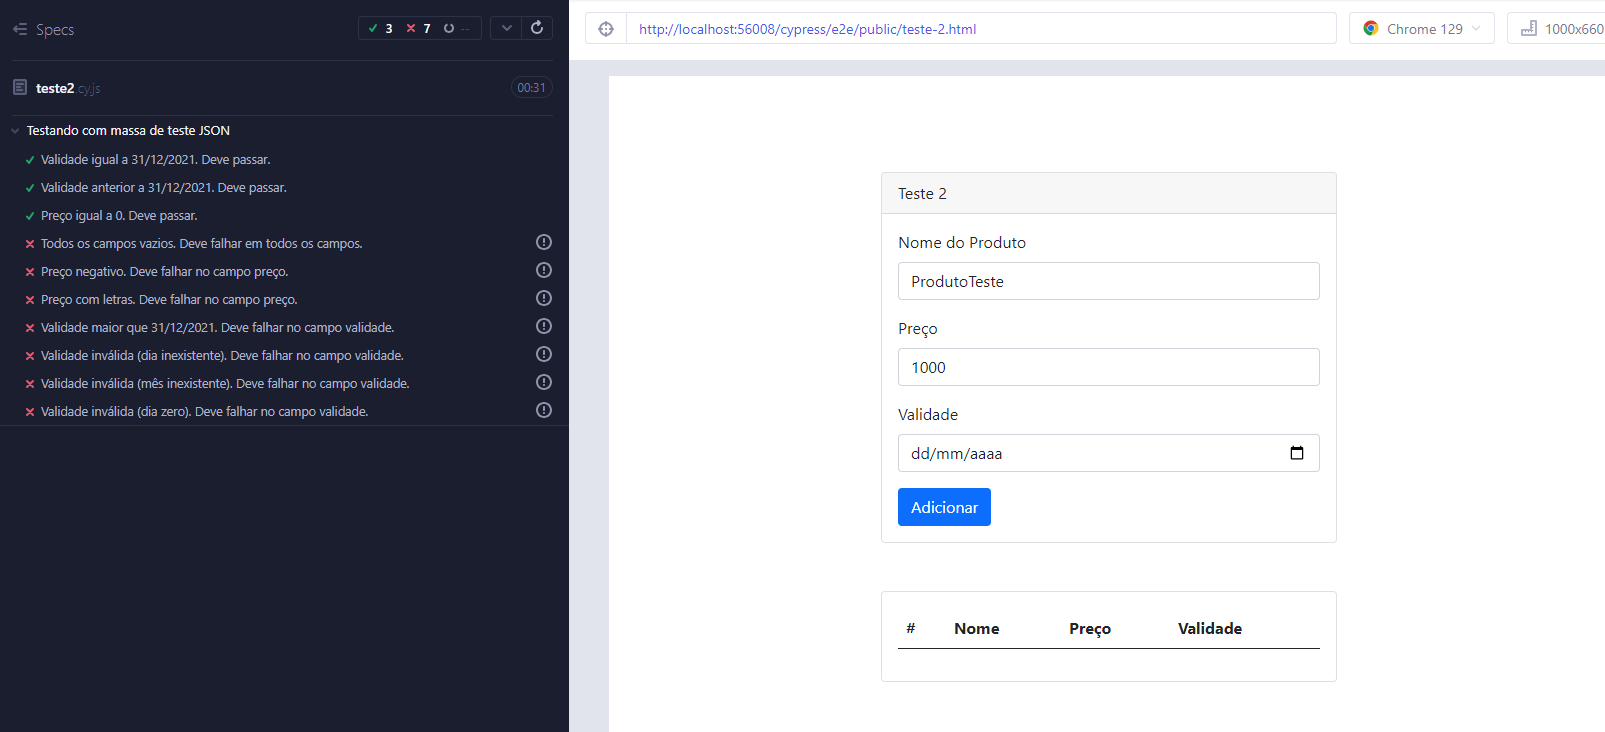 Specs
3 7 --
teste2.cy.js
00:31
Testando com massa de teste JSON
Validade igual a 31/12/2021. Deve passar.
Validade anterior a 31/12/2021. Deve passar.
Preço igual a 0. Deve passar.
Todos os campos vazios. Deve falhar em todos os campos.
Preço negativo. Deve falhar no campo preço.
Preço com letras. Deve falhar no campo preço.
Validade maior que 31/12/2021. Deve falhar no campo validade.
Validade inválida (dia inexistente). Deve falhar no campo validade.
Validade inválida (mês inexistente). Deve falhar no campo validade.
Validade inválida (dia zero). Deve falhar no campo validade.
http://localhost:56008/cypress/e2e/public/teste-2.html
Chrome 129
1000x660
Teste 2
Nome do Produto
ProdutoTeste
Preço
1000
Validade
dd/mm/aaaa
Adicionar
# Nome Preço Validade